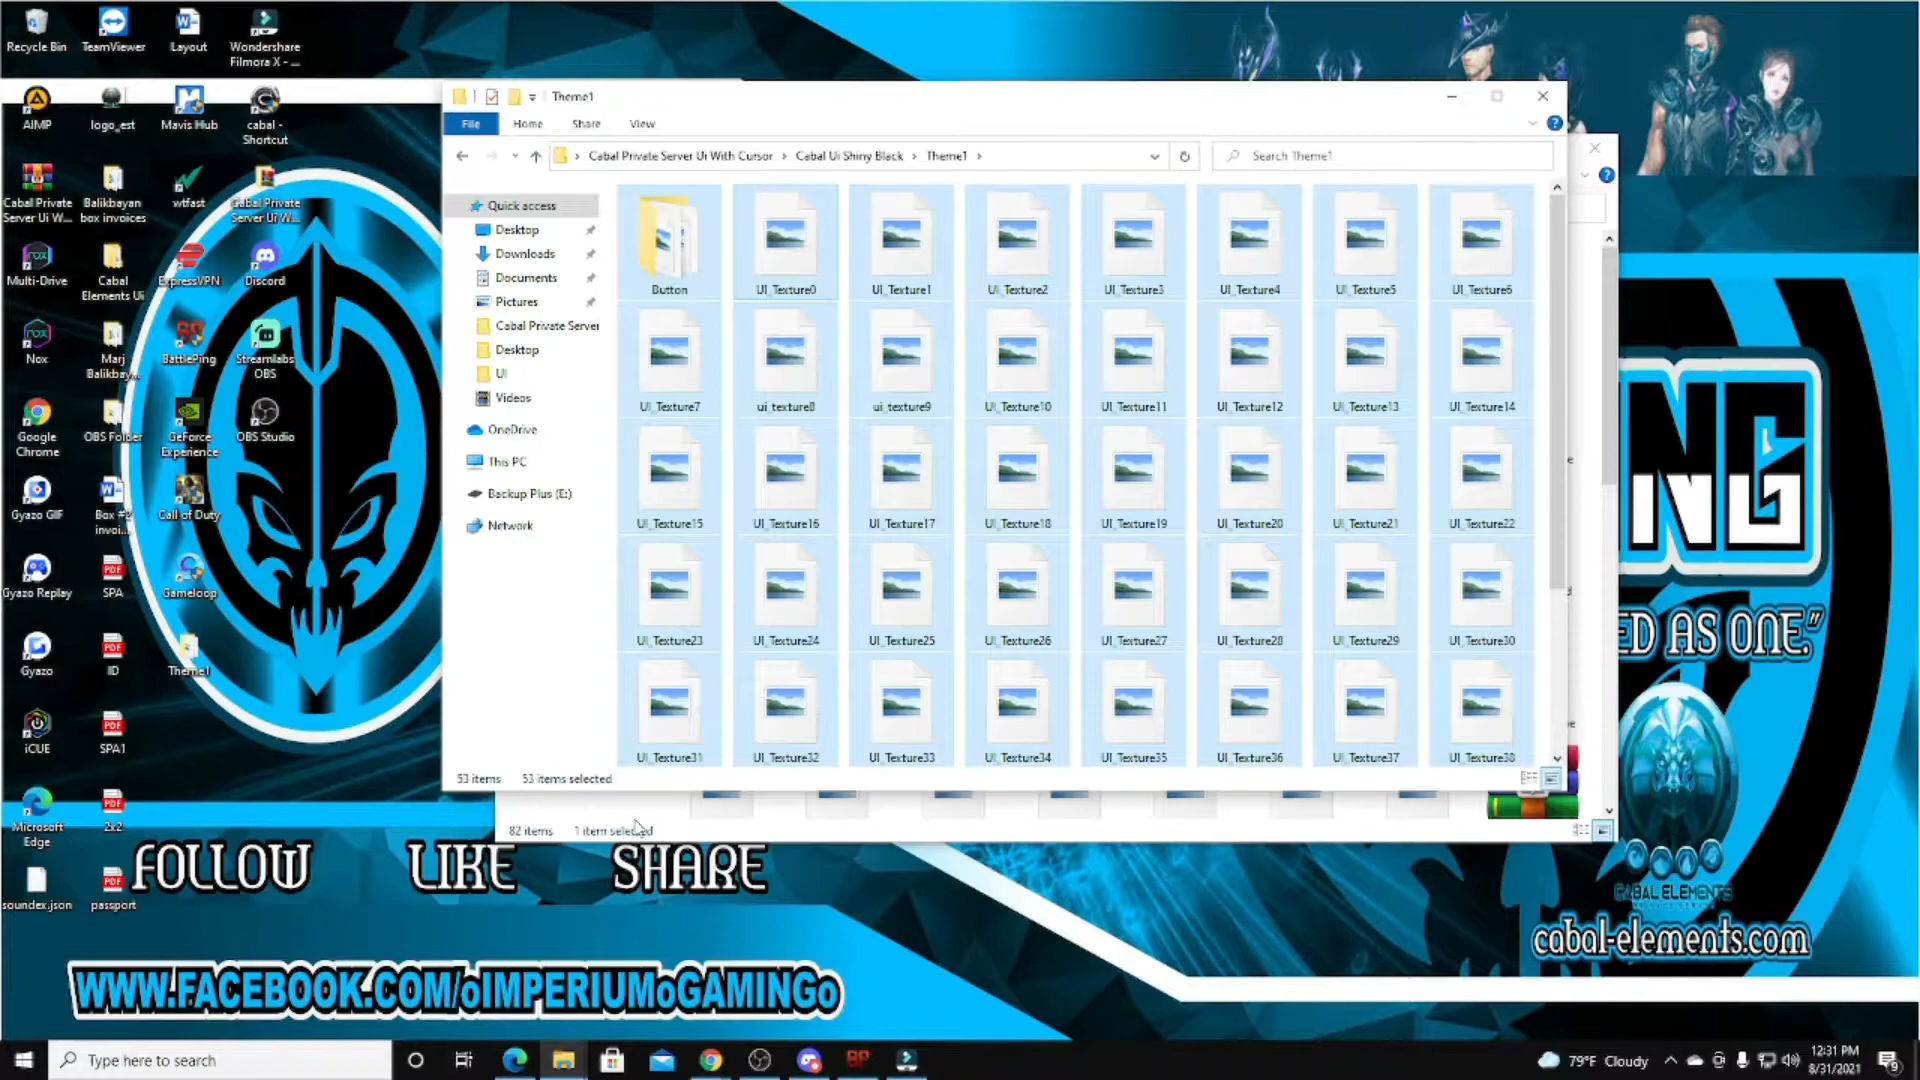 Recycle Bin
TeamViewer
Layout
Wondershare
Filmora X - ...
AIMP
logo_est
Mavis Hub
cabal -
Shortcut
Cabal Private
Server Ui W...
Balikbayan
box invoices
wtfast
Cabal Private
Server Ui W...
Multi-Drive
Cabal
Elements Ui
ExpressVPN
Discord
Nox
Marj
Balikbay...
BattlePing
Streamlabs
OBS
Google
Chrome
OBS Folder
GeForce
Experience
OBS Studio
Gyazo GIF
Box #2
invoi...
Call of Duty
Gyazo Replay
SPA
Gameloop
Gyazo
ID
Theme1
iCUE
SPA1
Microsoft
Edge
2x2
soundex.json
passport
Theme1
File
Home
Share
View
Cabal Private Server Ui With Cursor > Cabal Ui Shiny Black > Theme1 >
Search Theme1
Quick access
Desktop
Downloads
Documents
Pictures
Cabal Private Server
Desktop
UI
Videos
OneDrive
This PC
Backup Plus (E:)
Network
Button
UI_Texture0
UI_Texture1
UI_Texture2
UI_Texture3
UI_Texture4
UI_Texture5
UI_Texture6
UI_Texture7
ui_texture8
ui_texture9
UI_Texture10
UI_Texture11
UI_Texture12
UI_Texture13
UI_Texture14
UI_Texture15
UI_Texture16
UI_Texture17
UI_Texture18
UI_Texture19
UI_Texture20
UI_Texture21
UI_Texture22
UI_Texture23
UI_Texture24
UI_Texture25
UI_Texture26
UI_Texture27
UI_Texture28
UI_Texture29
UI_Texture30
UI_Texture31
UI_Texture32
UI_Texture33
UI_Texture34
UI_Texture35
UI_Texture36
UI_Texture37
UI_Texture38
53 items
53 items selected
82 items
1 item selected
NG
ED AS ONE."
FOLLOW
LIKE
SHARE
CABAL ELEMENTS
cabal-elements.com
WWW.FACEBOOK.COM/oIMPERIUMoGAMINGo
Type here to search
79°F Cloudy
12:31 PM
8/31/2021